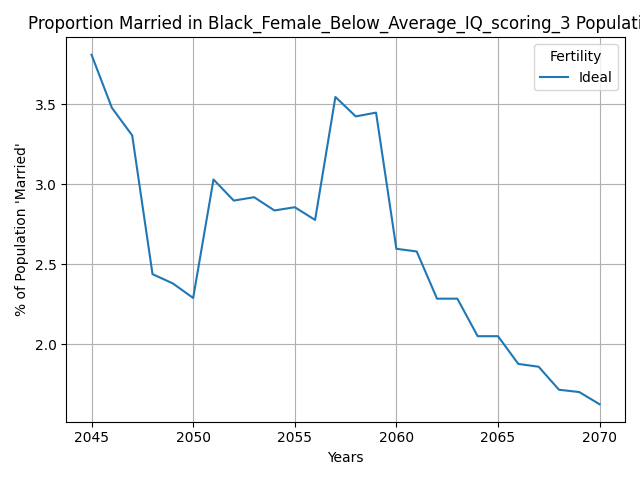 Proportion Married in Black_Female_Below_Average_IQ_scoring_3 Populati
Fertility
Ideal
3.5
3.0
2.5
2.0
% of Population 'Married'
2045 2050 2055 2060 2065 2070
Years